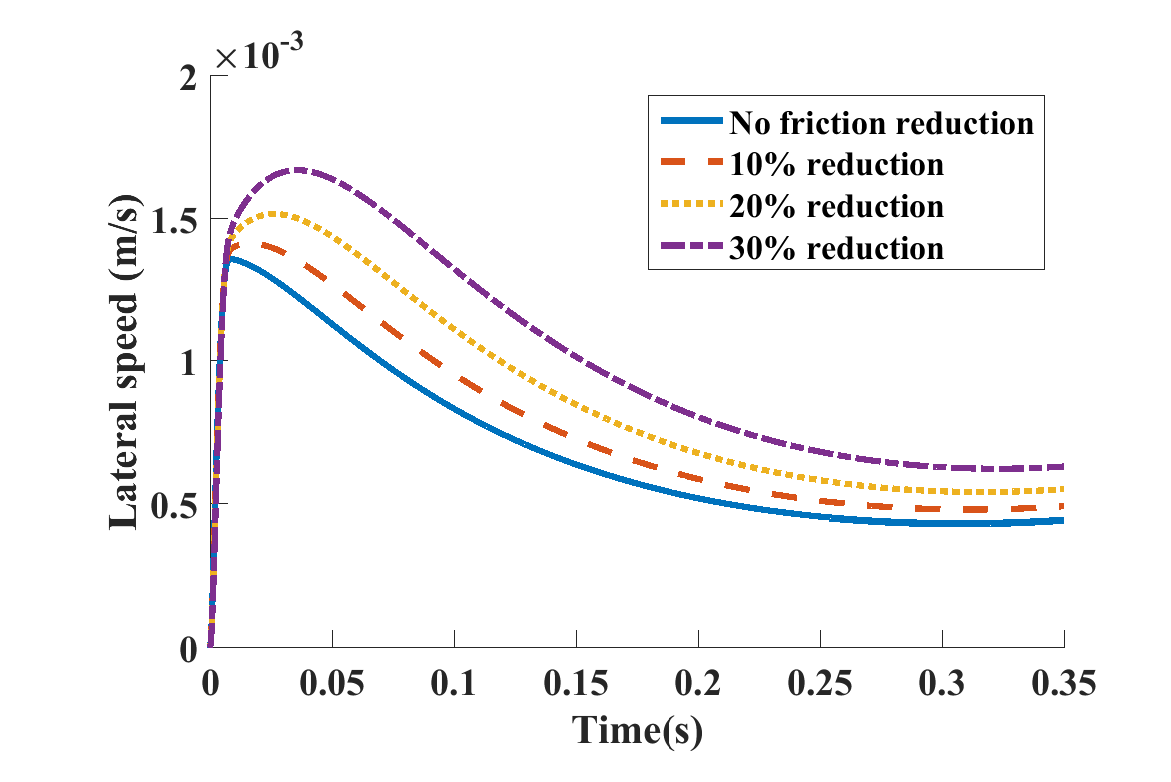 ×10-3
2
1.5
1
0.5
0
Lateral speed (m/s)
No friction reduction
10% reduction
20% reduction
30% reduction
0 0.05 0.1 0.15 0.2 0.25 0.3 0.35
Time(s)